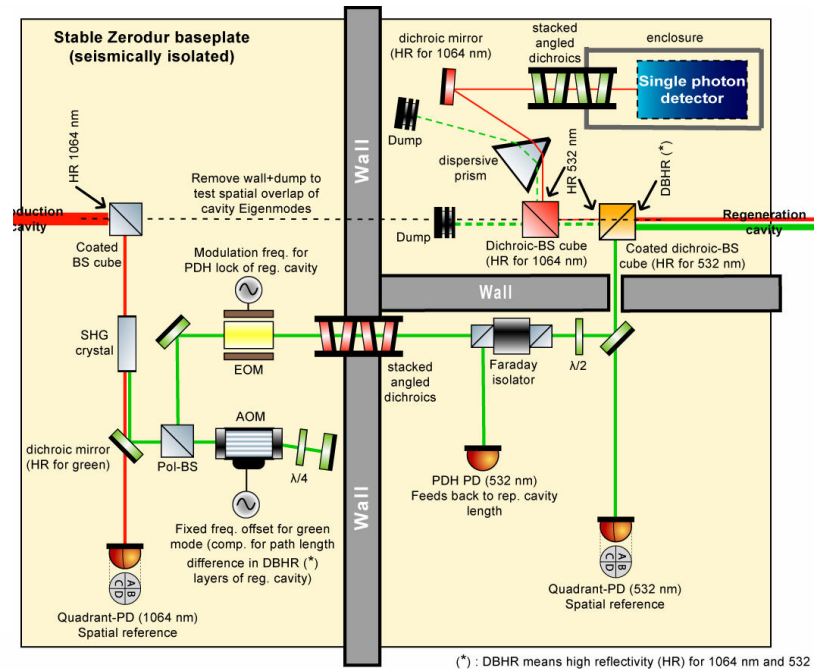 Stable Zerodur baseplate
(seismically isolated)
dichroic mirror
(HR for 1064 nm)
stacked
angled
dichroics
enclosure
Single photon
detector
Dump
Wall
HR 1064 nm
dispersive
prism
HR 532 nm
DBHR (*)
Remove wall+dump to
test spatial overlap of
cavity Eigenmodes
oduction
cavity
Regeneration
cavity
Coated
BS cube
Dump
Dichroic-BS cube
(HR for 1064 nm)
Coated dichroic-BS
cube (HR for 532 nm)
Modulation freq. for
PDH lock of reg. cavity
Wall
SHG
crystal
EOM
stacked
angled
dichroics
Faraday
isolator
λ/2
AOM
dichroic mirror
(HR for green)
Pol-BS
λ/4
PDH PD (532 nm)
Feeds back to rep. cavity
length
Wall
Fixed freq. offset for green
mode (comp. for path length
difference in DBHR (*)
layers of reg. cavity)
A B
C D
Quadrant-PD (1064 nm)
Spatial reference
A B
C D
Quadrant-PD (532 nm)
Spatial reference
(*) : DBHR means high reflectivity (HR) for 1064 nm and 532